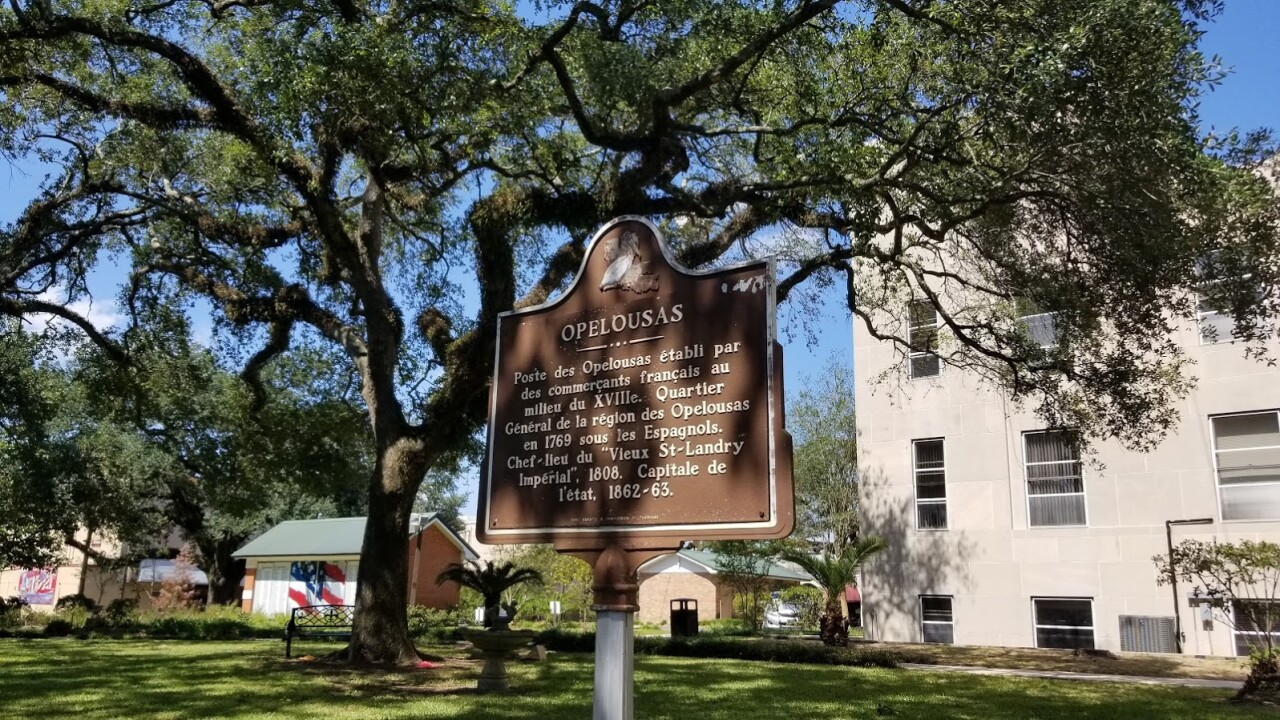 OPELOUSAS
Poste des Opelousas établi par
des commerçants français au
milieu du XVIIIe. Quartier
Général de la région des Opelousas
en 1769 sous les Espagnols.
Chef-lieu du "Vieux St-Landry
Impérial", 1808. Capitale de
l'état, 1862-63.